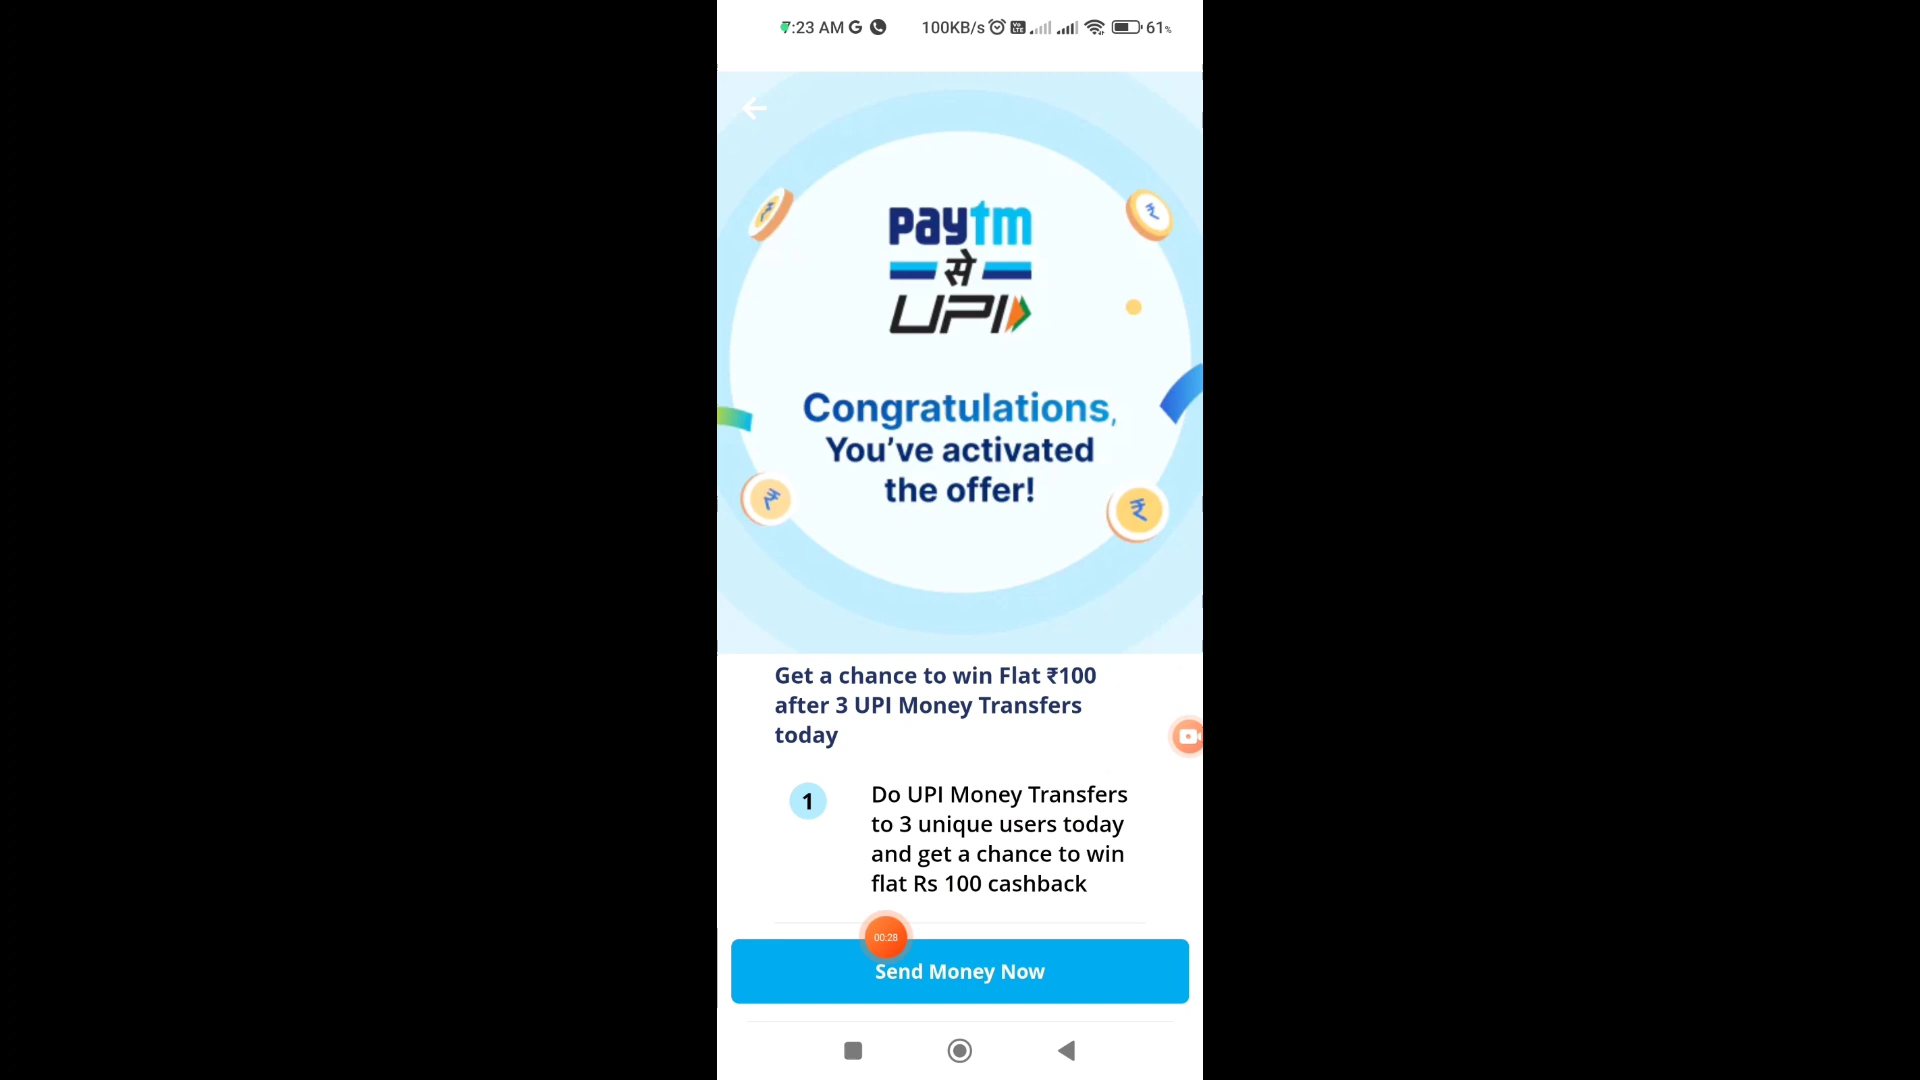 7:23 AM G 100KB/s 61%
paytm
से
UPI
Congratulations,
You've activated
the offer!
Get a chance to win Flat ₹100
after 3 UPI Money Transfers
today
1
Do UPI Money Transfers
to 3 unique users today
and get a chance to win
flat Rs 100 cashback
00:28
Send Money Now